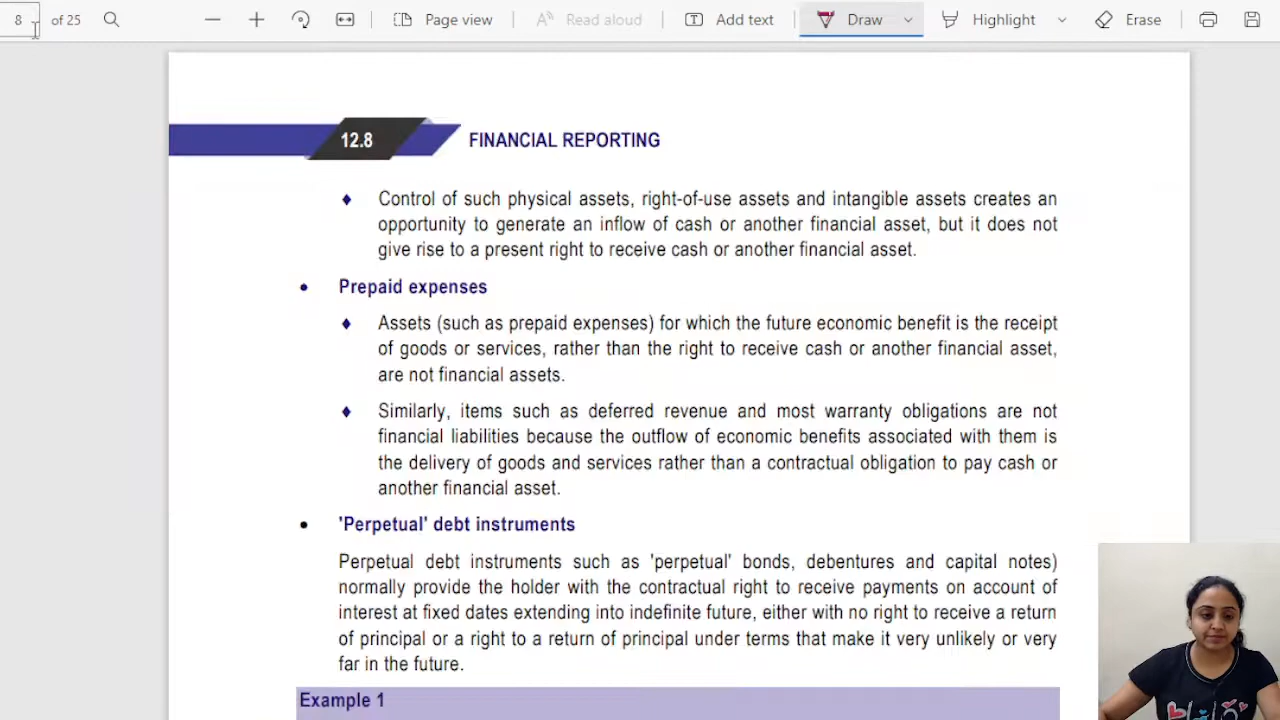 8 of 25 Page view Read aloud Add text Draw Highlight Erase
12.8 FINANCIAL REPORTING
♦ Control of such physical assets, right-of-use assets and intangible assets creates an
opportunity to generate an inflow of cash or another financial asset, but it does not
give rise to a present right to receive cash or another financial asset.
• Prepaid expenses
♦ Assets (such as prepaid expenses) for which the future economic benefit is the receipt
of goods or services, rather than the right to receive cash or another financial asset,
are not financial assets.
♦ Similarly, items such as deferred revenue and most warranty obligations are not
financial liabilities because the outflow of economic benefits associated with them is
the delivery of goods and services rather than a contractual obligation to pay cash or
another financial asset.
• 'Perpetual' debt instruments
Perpetual debt instruments such as 'perpetual' bonds, debentures and capital notes)
normally provide the holder with the contractual right to receive payments on account of
interest at fixed dates extending into indefinite future, either with no right to receive a return
of principal or a right to a return of principal under terms that make it very unlikely or very
far in the future.
Example 1